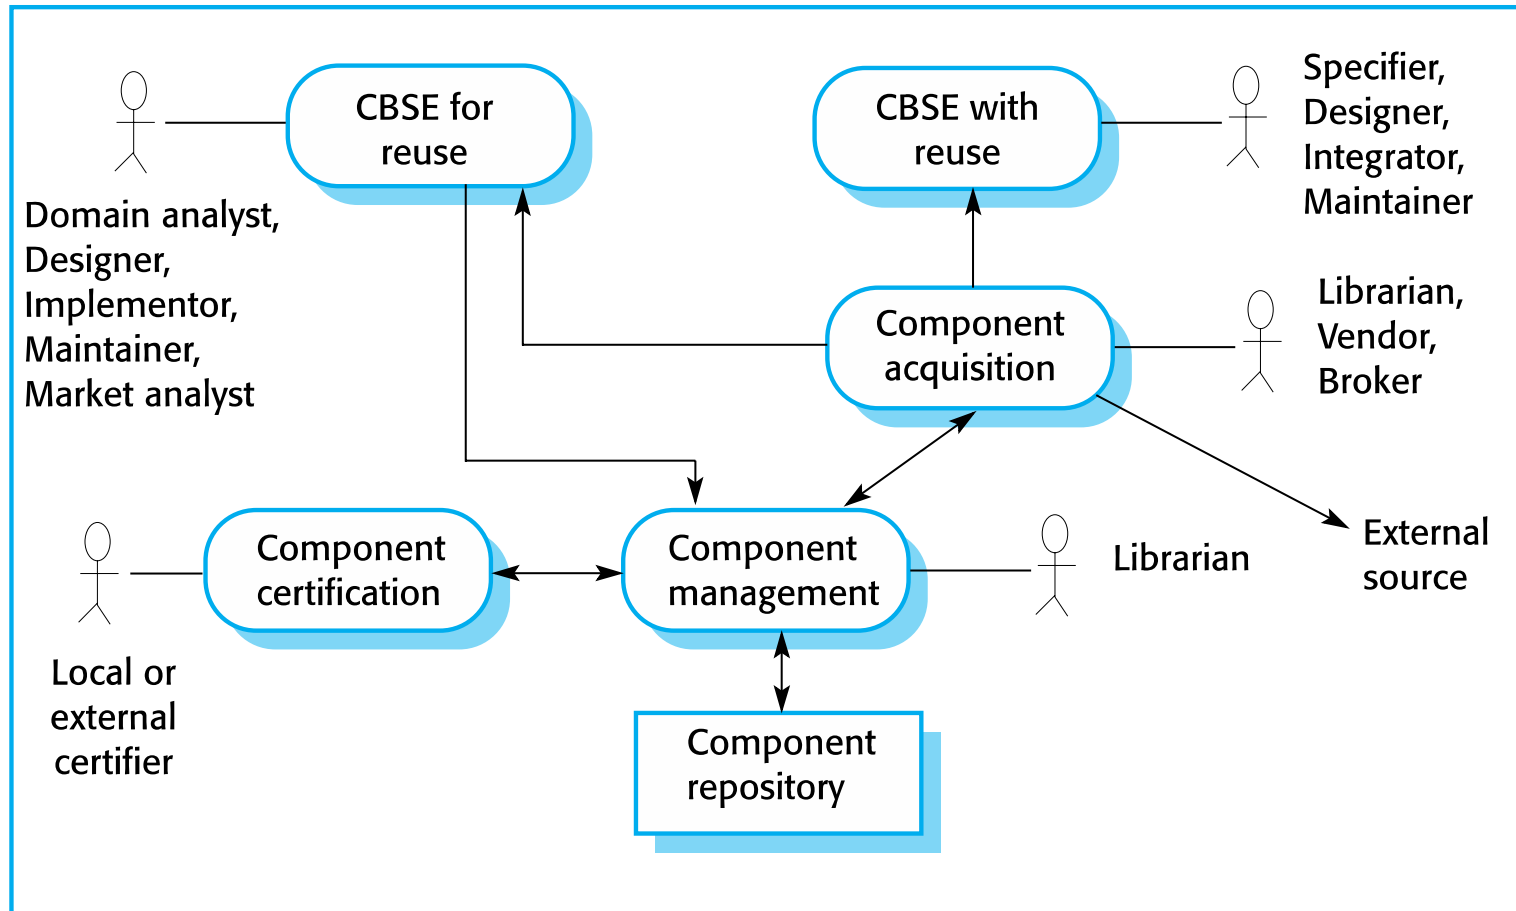 CBSE for
reuse
CBSE with
reuse
Specifier,
Designer,
Integrator,
Maintainer
Domain analyst,
Designer,
Implementor,
Maintainer,
Market analyst
Component
acquisition
Librarian,
Vendor,
Broker
Component
certification
Component
management
Librarian
External
source
Local or
external
certifier
Component
repository